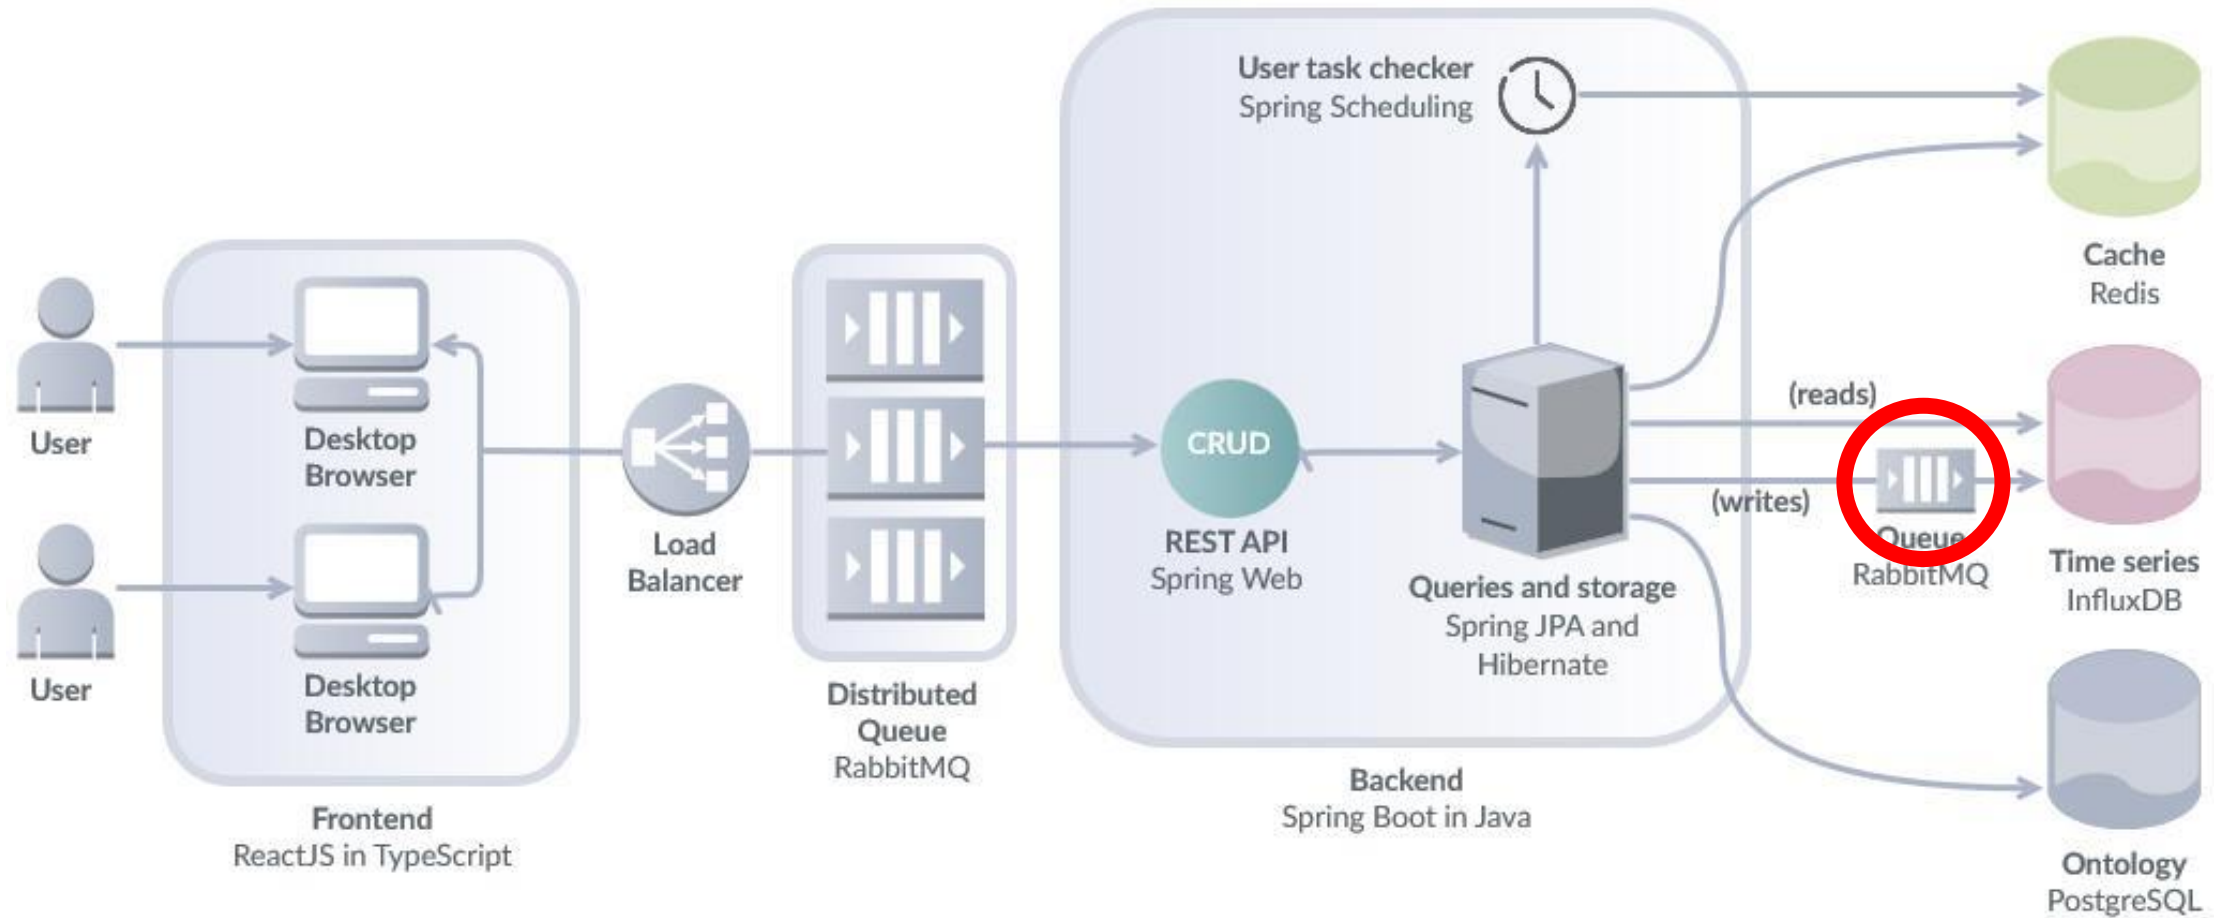 User task checker
Spring Scheduling
Cache
Redis
User
Desktop
Browser
Load
Balancer
CRUD
REST API
Spring Web
Queries and storage
Spring JPA and
Hibernate
(reads)
(writes)
Queue
RabbitMQ
Time series
InfluxDB
User
Desktop
Browser
Distributed
Queue
RabbitMQ
Backend
Spring Boot in Java
Frontend
ReactJS in TypeScript
Ontology
PostgreSQL